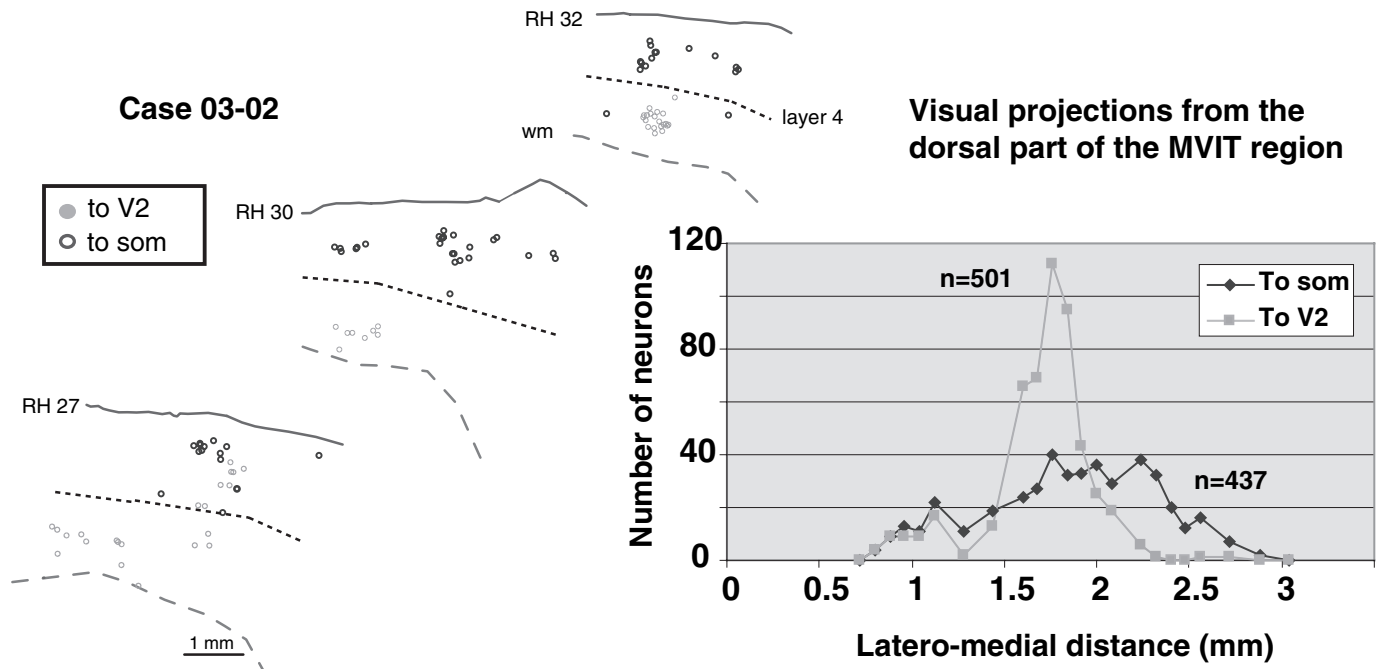 RH 32
Case 03-02
layer 4
wm
Visual projections from the
dorsal part of the MVIT region
to V2
to som
RH 30
RH 27
1 mm
120
80
40
0
Number of neurons
n=501
To som
To V2
n=437
0 0.5 1 1.5 2 2.5 3
Latero-medial distance (mm)